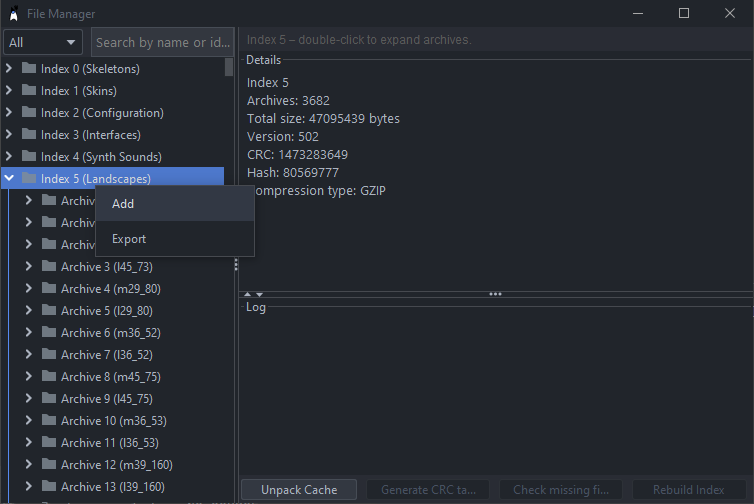 File Manager
All
Search by name or id...
Index 5 – double-click to expand archives.
Index 0 (Skeletons)
Index 1 (Skins)
Index 2 (Configuration)
Index 3 (Interfaces)
Index 4 (Synth Sounds)
Index 5 (Landscapes)
Archiv
Archiv
Archiv
Archive 3 (l45_73)
Archive 4 (m29_80)
Archive 5 (l29_80)
Archive 6 (m36_52)
Archive 7 (l36_52)
Archive 8 (m45_75)
Archive 9 (l45_75)
Archive 10 (m36_53)
Archive 11 (l36_53)
Archive 12 (m39_160)
Archive 13 (l39_160)
Add
Export
Details
Index 5
Archives: 3682
Total size: 47095439 bytes
Version: 502
CRC: 1473283649
Hash: 80569777
ompression type: GZIP
Log
Unpack Cache
Generate CRC ta...
Check missing fi...
Rebuild Index